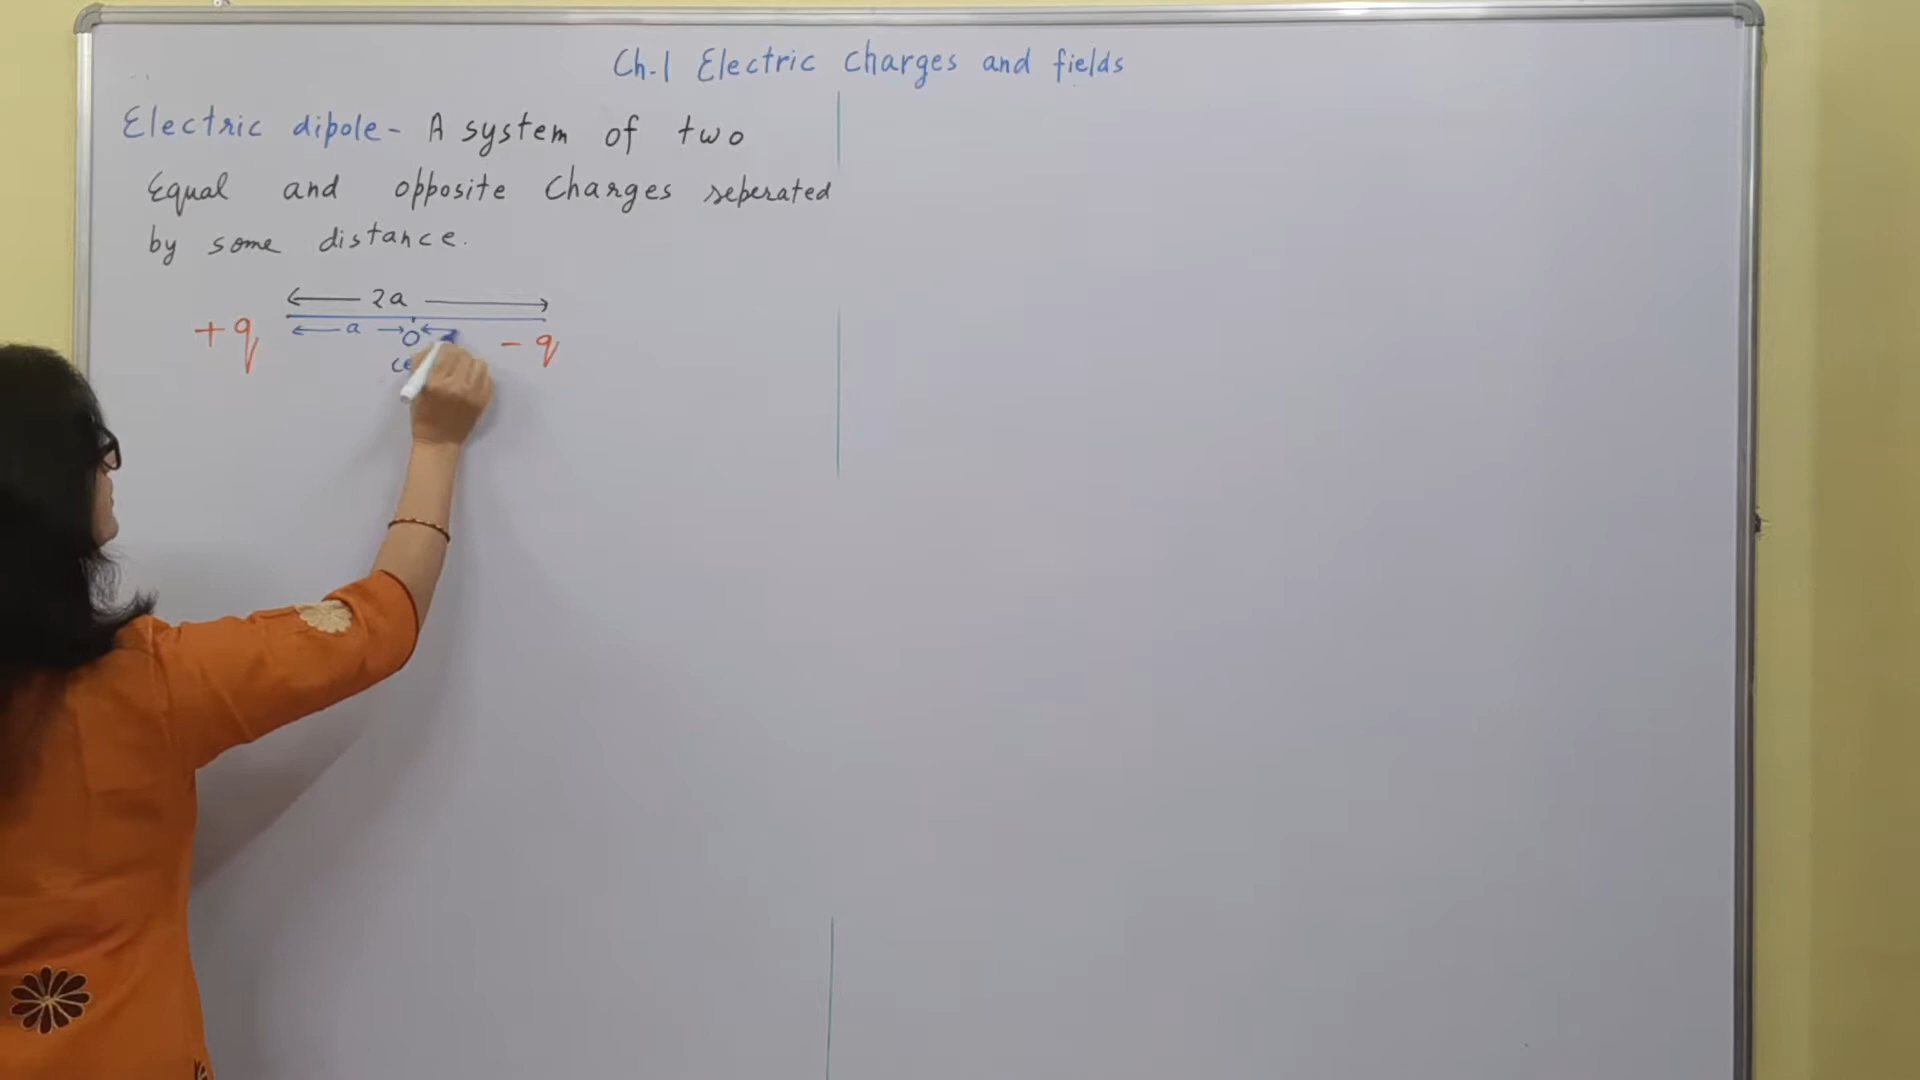 Ch.1 Electric Charges and fields
Electric dipole - A system of two
Equal and opposite Charges seperated
by some distance.
2a
a
+q O - q